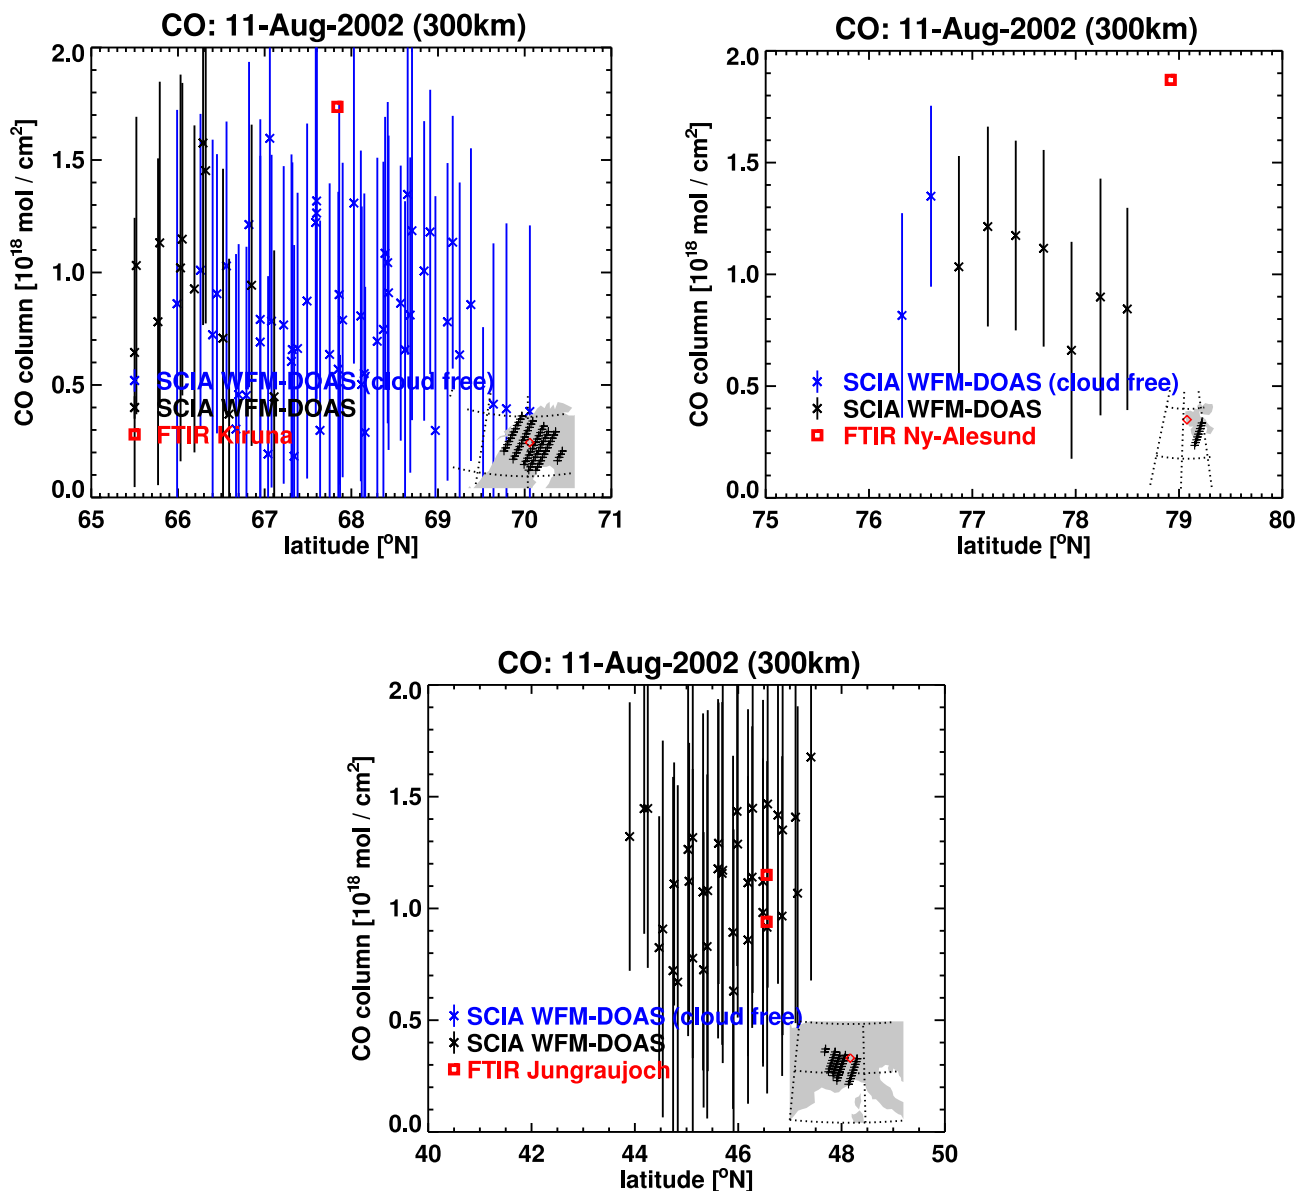 CO: 11-Aug-2002 (300km)
2.0
1.5
1.0
0.5
0.0
CO column [10^18 mol / cm^2]
SCIA WFM-DOAS (cloud free)
SCIA WFM-DOAS
FTIR Kiruna
65 66 67 68 69 70 71
latitude [°N]
CO: 11-Aug-2002 (300km)
2.0
1.5
1.0
0.5
0.0
CO column [10^18 mol / cm^2]
SCIA WFM-DOAS (cloud free)
SCIA WFM-DOAS
FTIR Ny-Alesund
75 76 77 78 79 80
latitude [°N]
CO: 11-Aug-2002 (300km)
2.0
1.5
1.0
0.5
0.0
CO column [10^18 mol / cm^2]
SCIA WFM-DOAS (cloud free)
SCIA WFM-DOAS
FTIR Jungraujoch
40 42 44 46 48 50
latitude [°N]